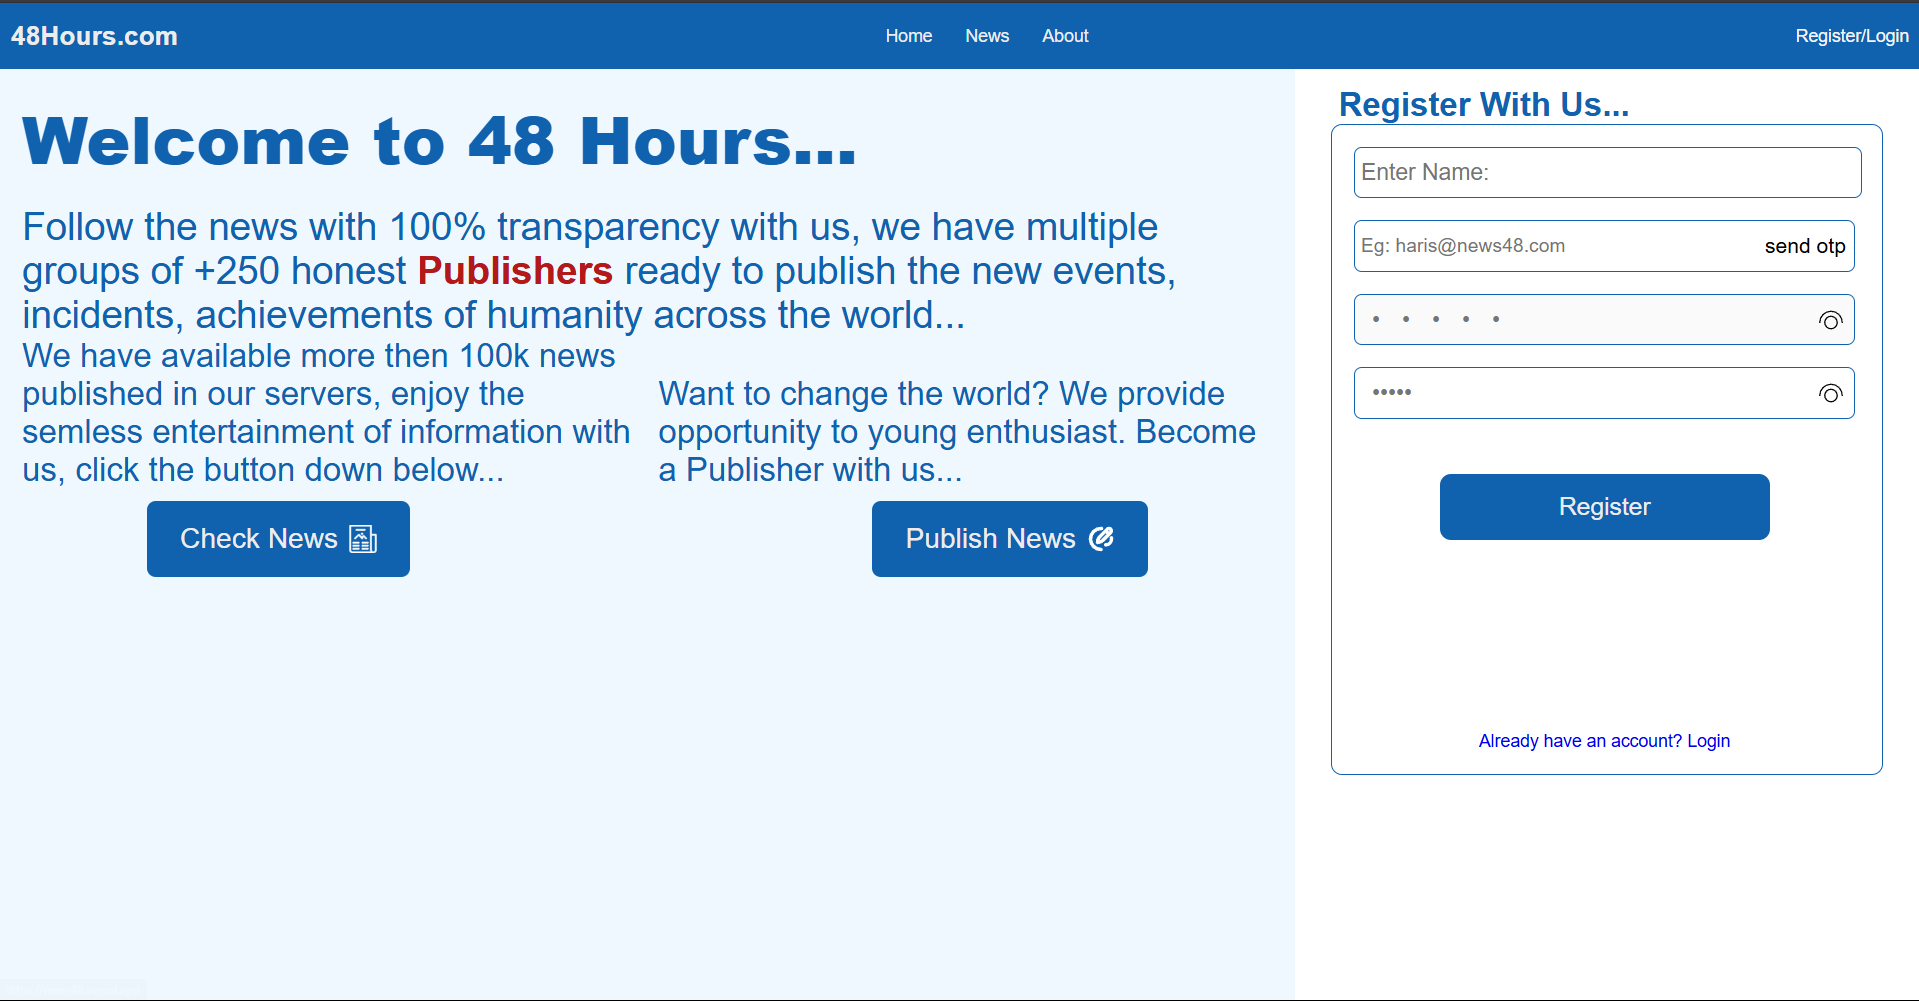 48Hours.com
Home News About
Register/Login
Welcome to 48 Hours...
Follow the news with 100% transparency with us, we have multiple
groups of +250 honest Publishers ready to publish the new events,
incidents, achievements of humanity across the world...
We have available more then 100k news
published in our servers, enjoy the
semless entertainment of information with
us, click the button down below...
Check News
Want to change the world? We provide
opportunity to young enthusiast. Become
a Publisher with us...
Publish News
Register With Us...
Enter Name:
Eg: haris@news48.com send otp
• • • • •
•••••
Register
Already have an account? Login